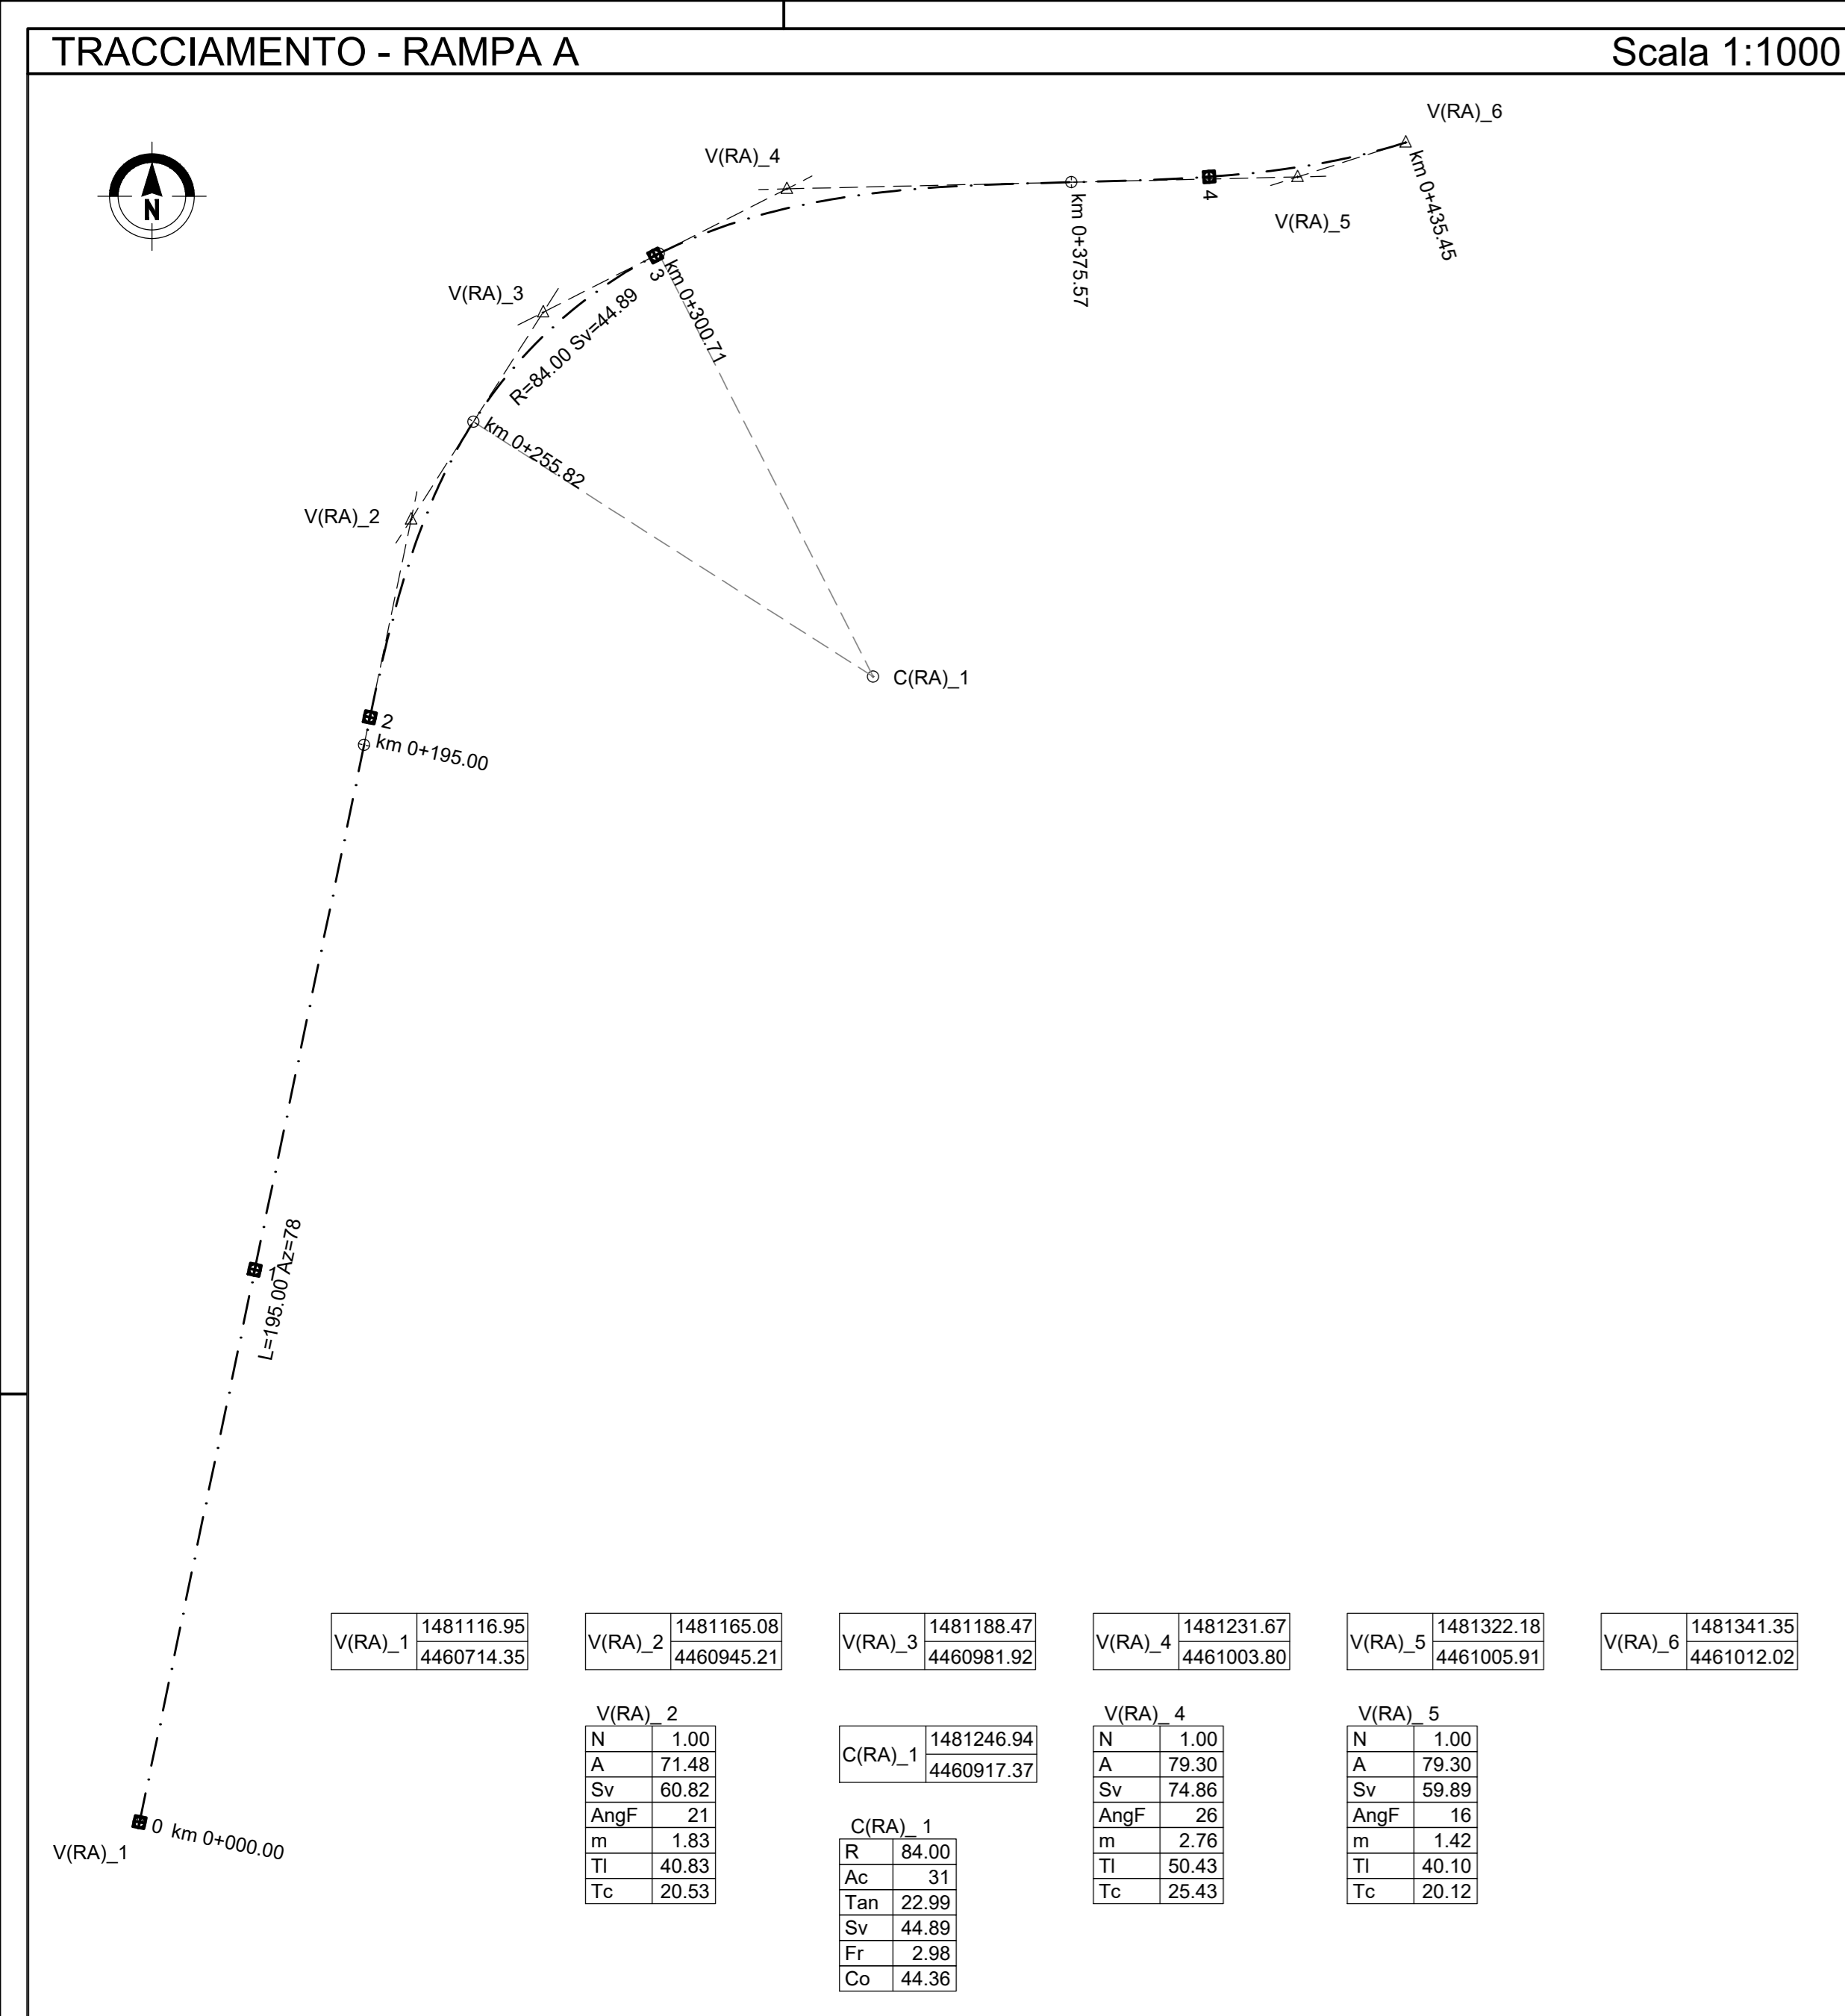 TRACCIAMENTO - RAMPA A
Scala 1:1000
N
V(RA)_6
V(RA)_4
km 0+435.45
4
V(RA)_5
km 0+375.57
3
km 0+300.71
V(RA)_3
R=84.00 Sv=44.89
km 0+255.82
V(RA)_2
C(RA)_1
2
km 0+195.00
1
L=195.00 Az=78
0 km 0+000.00
V(RA)_1
V(RA)_1 1481116.95
4460714.35
V(RA)_2 1481165.08
4460945.21
V(RA)_3 1481188.47
4460981.92
V(RA)_4 1481231.67
4461003.80
V(RA)_5 1481322.18
4461005.91
V(RA)_6 1481341.35
4461012.02
V(RA)_ 2
N 1.00
A 71.48
Sv 60.82
AngF 21
m 1.83
Tl 40.83
Tc 20.53
C(RA)_1 1481246.94
4460917.37
C(RA)_ 1
R 84.00
Ac 31
Tan 22.99
Sv 44.89
Fr 2.98
Co 44.36
V(RA)_ 4
N 1.00
A 79.30
Sv 74.86
AngF 26
m 2.76
Tl 50.43
Tc 25.43
V(RA)_ 5
N 1.00
A 79.30
Sv 59.89
AngF 16
m 1.42
Tl 40.10
Tc 20.12